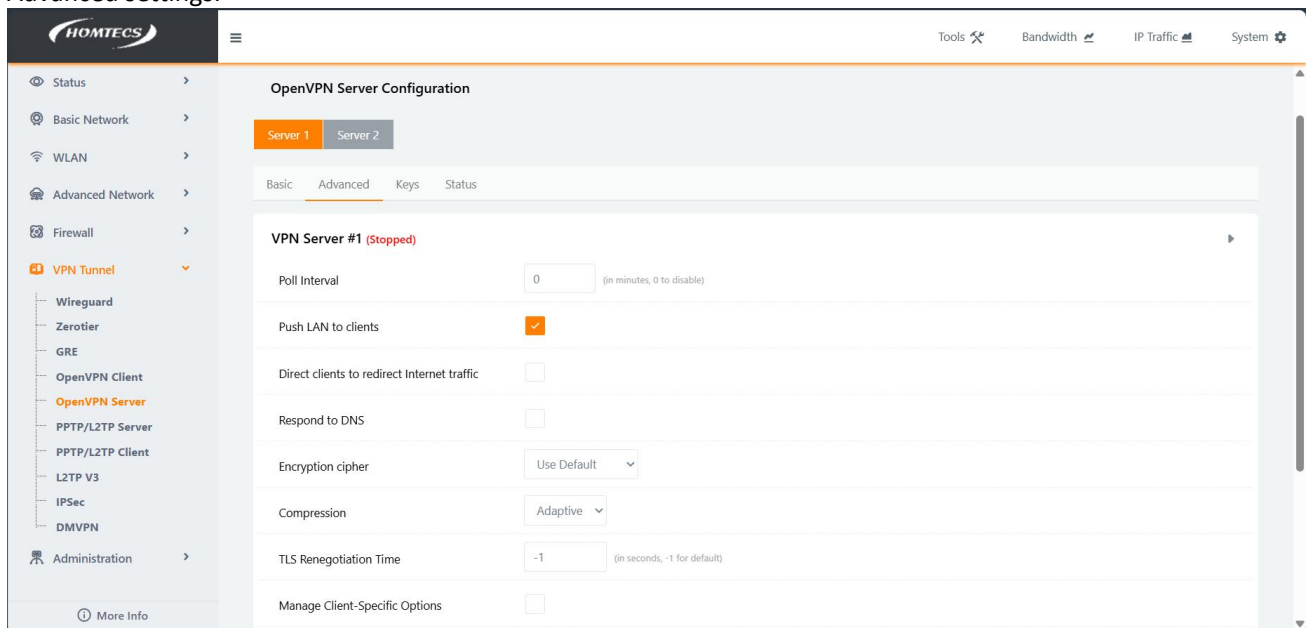 HOMTECS
Tools
Bandwidth
IP Traffic
System
Status
Basic Network
WLAN
Advanced Network
Firewall
VPN Tunnel
Wireguard
Zerotier
GRE
OpenVPN Client
OpenVPN Server
PPTP/L2TP Server
PPTP/L2TP Client
L2TP V3
IPSec
DMVPN
Administration
More Info
OpenVPN Server Configuration
Server 1 Server 2
Basic Advanced Keys Status
VPN Server #1 (Stopped)
Poll Interval 0 (in minutes, 0 to disable)
Push LAN to clients
Direct clients to redirect Internet traffic
Respond to DNS
Encryption cipher Use Default
Compression Adaptive
TLS Renegotiation Time -1 (in seconds, -1 for default)
Manage Client-Specific Options